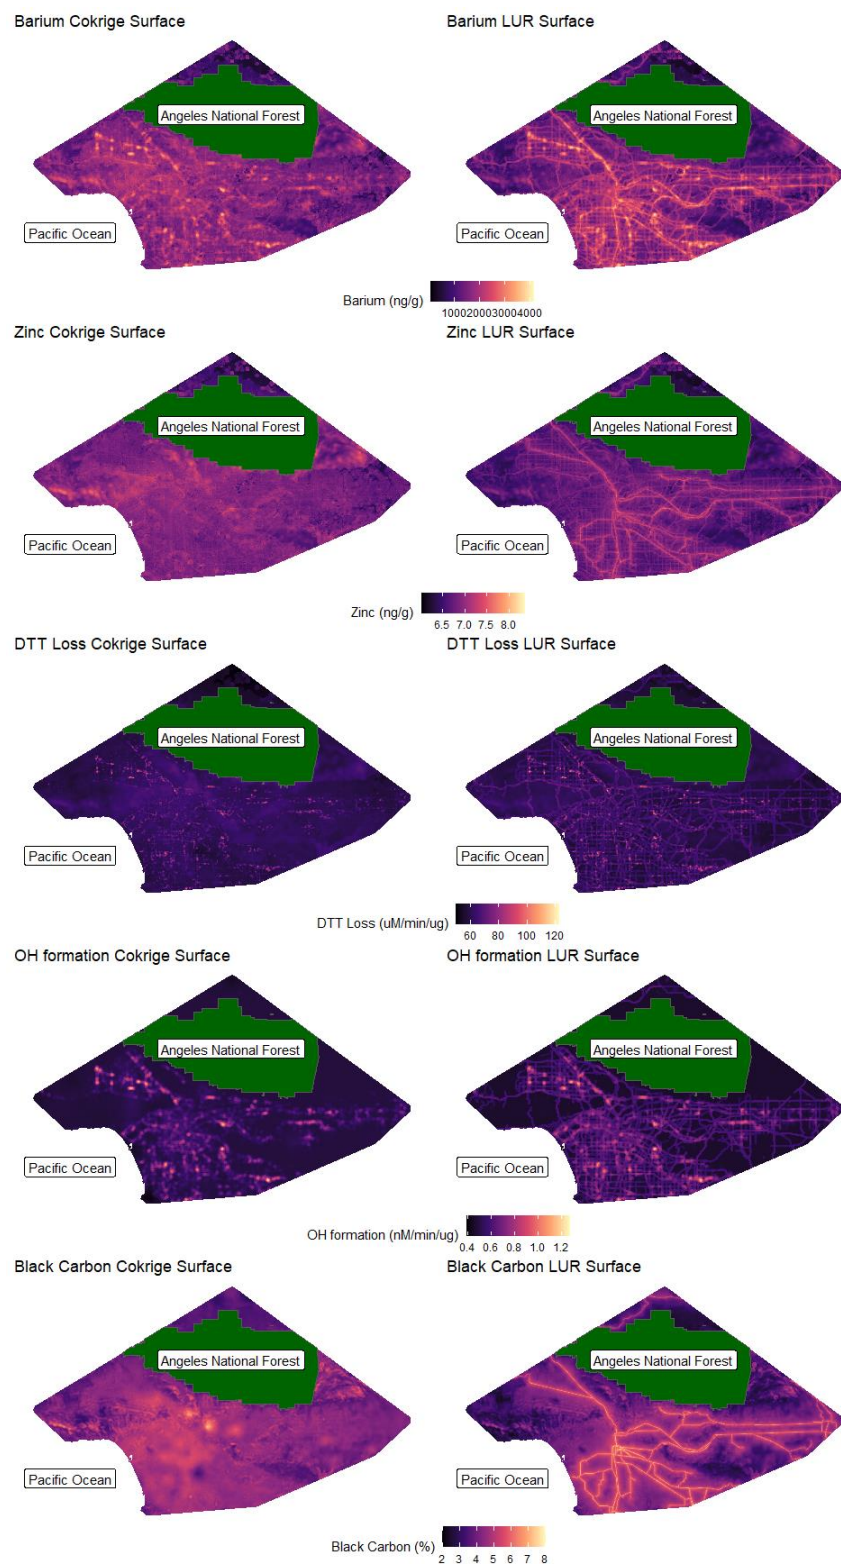 Barium Cokrige Surface
Barium LUR Surface
Angeles National Forest
Angeles National Forest
Pacific Ocean
Pacific Ocean
Barium (ng/g)
1000200030004000
Zinc Cokrige Surface
Zinc LUR Surface
Angeles National Forest
Angeles National Forest
Pacific Ocean
Pacific Ocean
Zinc (ng/g)
6.5 7.0 7.5 8.0
DTT Loss Cokrige Surface
DTT Loss LUR Surface
Angeles National Forest
Angeles National Forest
Pacific Ocean
Pacific Ocean
DTT Loss (uM/min/ug)
60 80 100 120
OH formation Cokrige Surface
OH formation LUR Surface
Angeles National Forest
Angeles National Forest
Pacific Ocean
Pacific Ocean
OH formation (nM/min/ug)
0.4 0.6 0.8 1.0 1.2
Black Carbon Cokrige Surface
Black Carbon LUR Surface
Angeles National Forest
Angeles National Forest
Pacific Ocean
Pacific Ocean
Black Carbon (%)
2 3 4 5 6 7 8